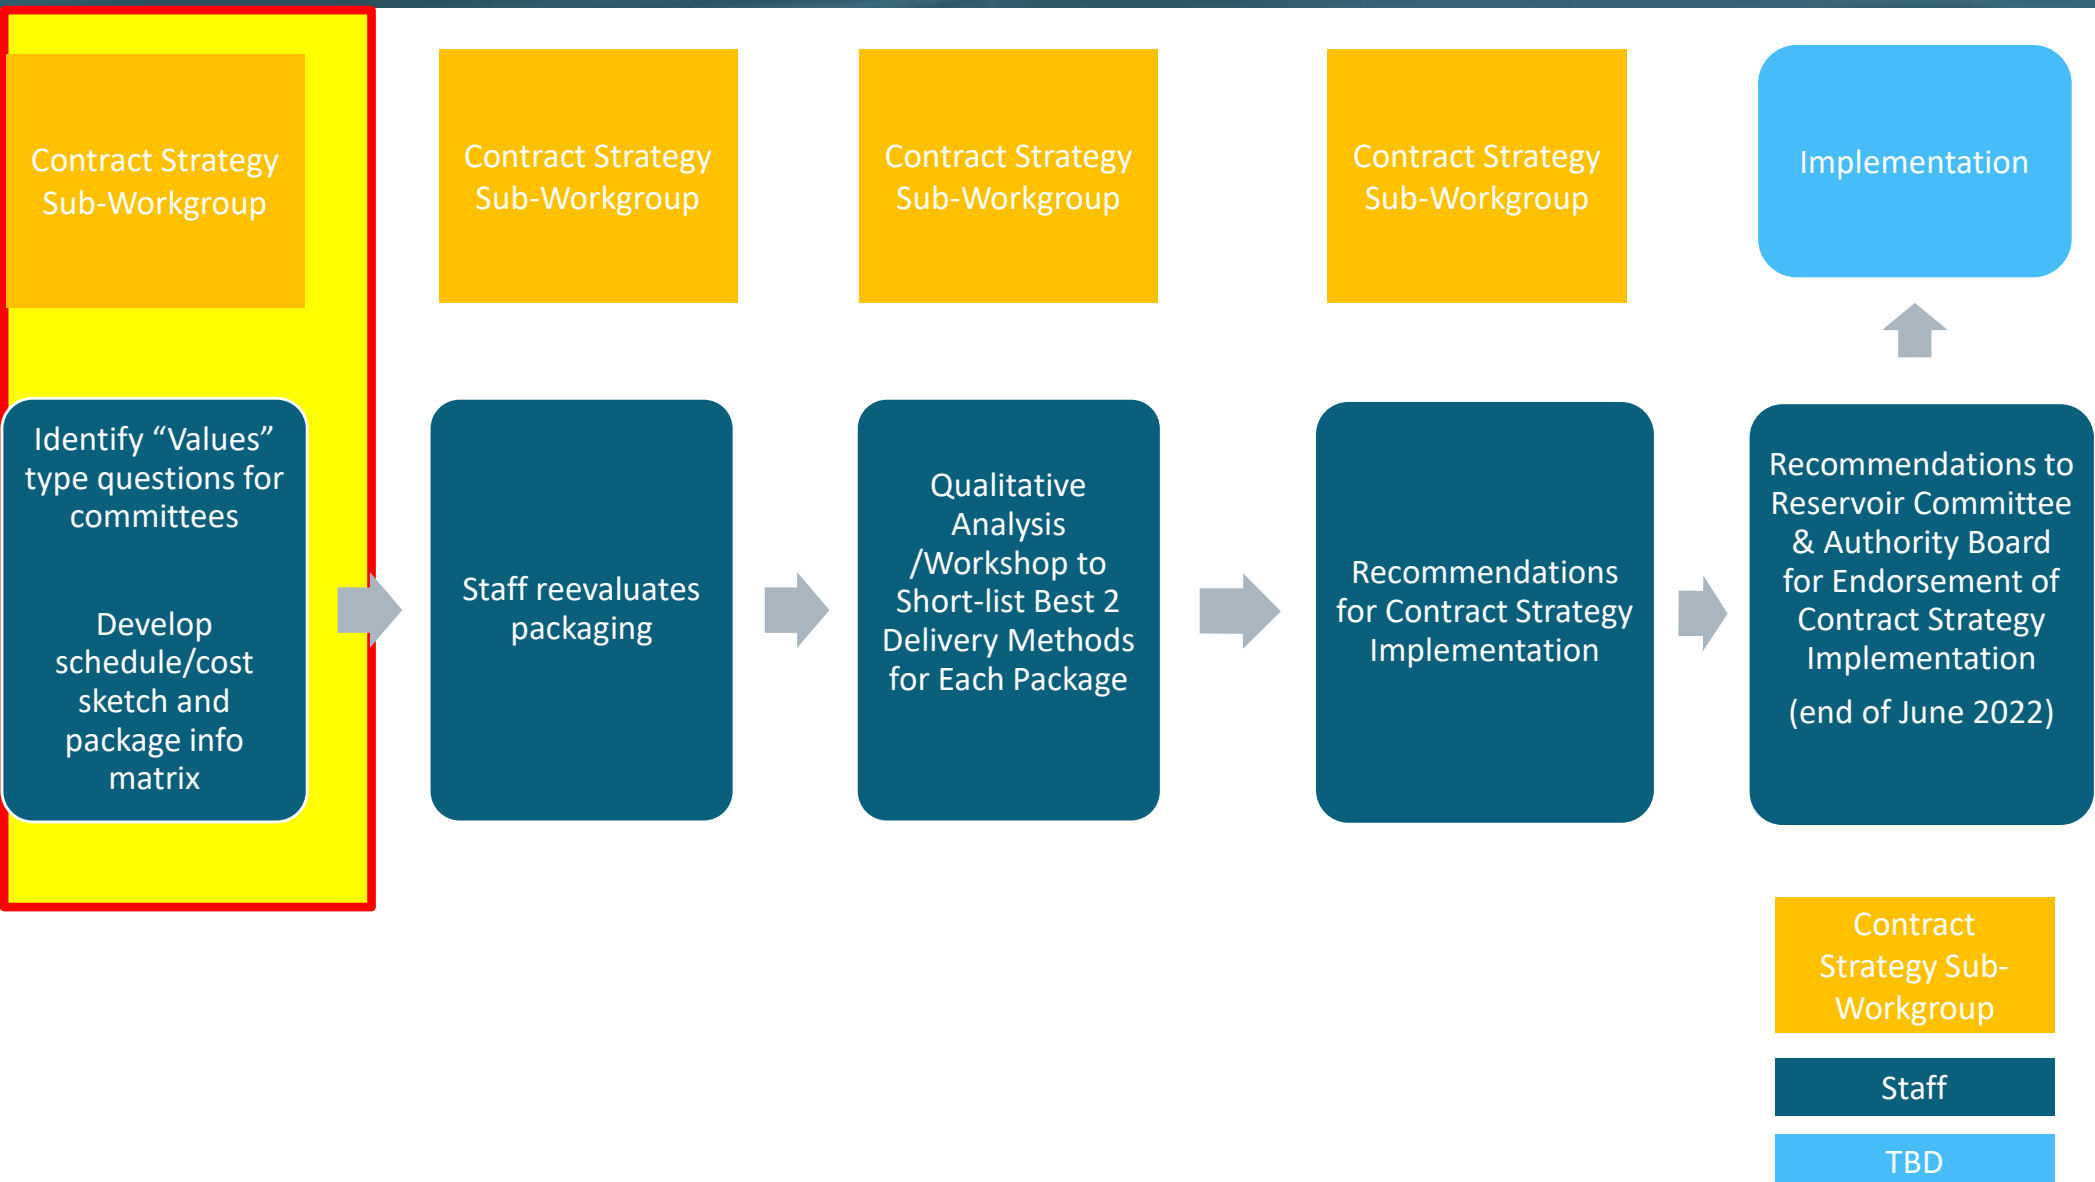 Contract Strategy
Sub-Workgroup
Contract Strategy
Sub-Workgroup
Contract Strategy
Sub-Workgroup
Contract Strategy
Sub-Workgroup
Implementation
Identify “Values”
type questions for
committees
Develop
schedule/cost
sketch and
package info
matrix
Staff reevaluates
packaging
Qualitative
Analysis
/Workshop to
Short-list Best 2
Delivery Methods
for Each Package
Recommendations
for Contract Strategy
Implementation
Recommendations to
Reservoir Committee
& Authority Board
for Endorsement of
Contract Strategy
Implementation
(end of June 2022)
Contract
Strategy Sub-
Workgroup
Staff
TBD